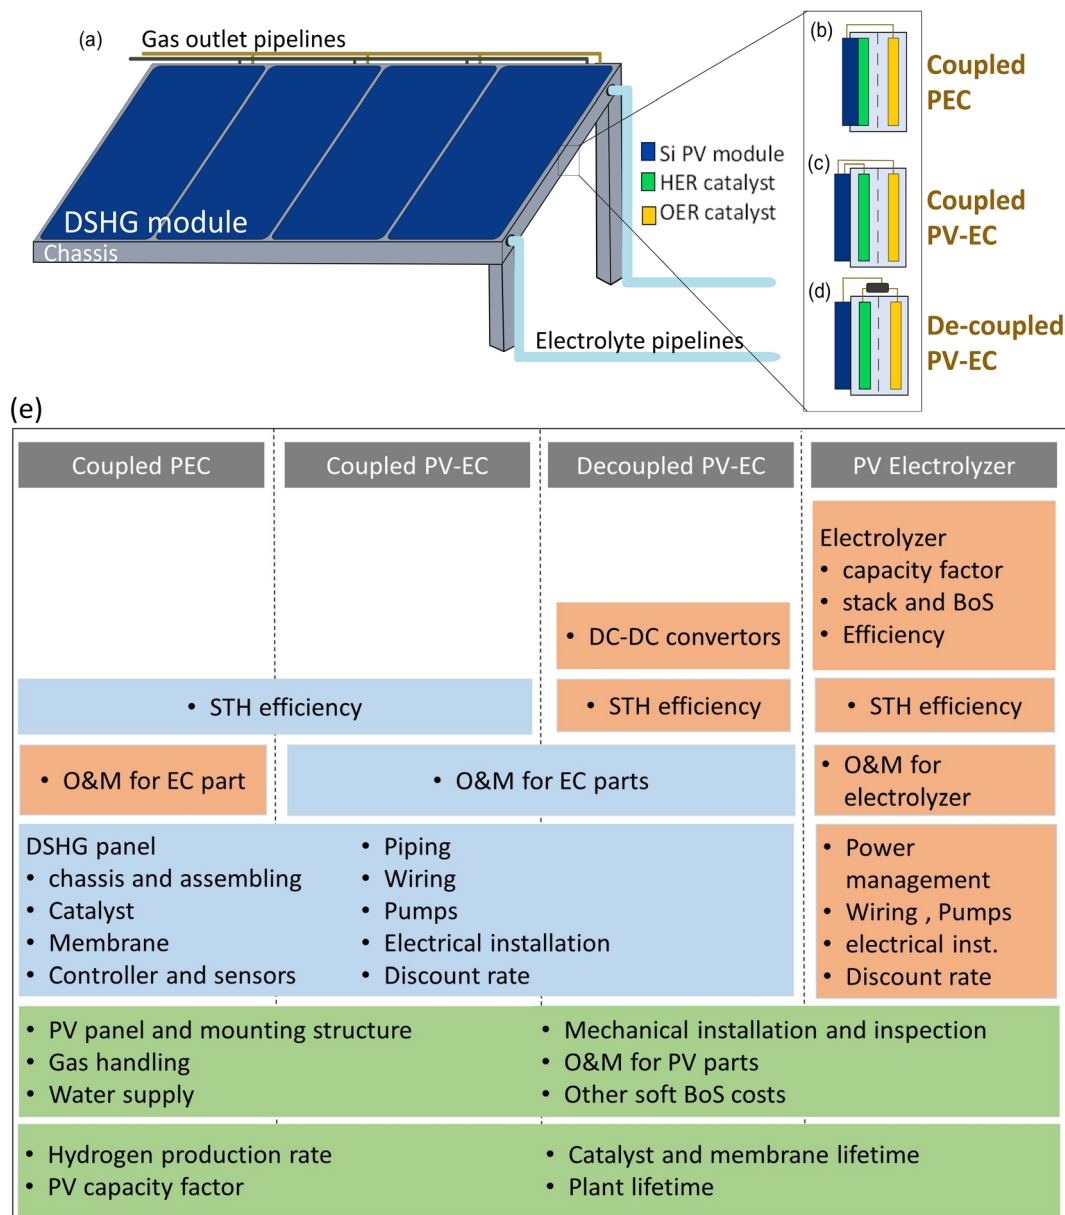 (a)
Gas outlet pipelines
DSHG module
Chassis
Electrolyte pipelines
Si PV module
HER catalyst
OER catalyst
(b)
Coupled
PEC
(c)
Coupled
PV-EC
(d)
De-coupled
PV-EC
(e)
Coupled PEC
Coupled PV-EC
Decoupled PV-EC
PV Electrolyzer
Electrolyzer
• capacity factor
• stack and BoS
• Efficiency
• DC-DC convertors
• STH efficiency
• STH efficiency
• STH efficiency
• O&M for EC part
• O&M for EC parts
• O&M for
electrolyzer
DSHG panel
• chassis and assembling
• Catalyst
• Membrane
• Controller and sensors
• Piping
• Wiring
• Pumps
• Electrical installation
• Discount rate
• Power
management
• Wiring , Pumps
• electrical inst.
• Discount rate
• PV panel and mounting structure
• Gas handling
• Water supply
• Mechanical installation and inspection
• O&M for PV parts
• Other soft BoS costs
• Hydrogen production rate
• PV capacity factor
• Catalyst and membrane lifetime
• Plant lifetime